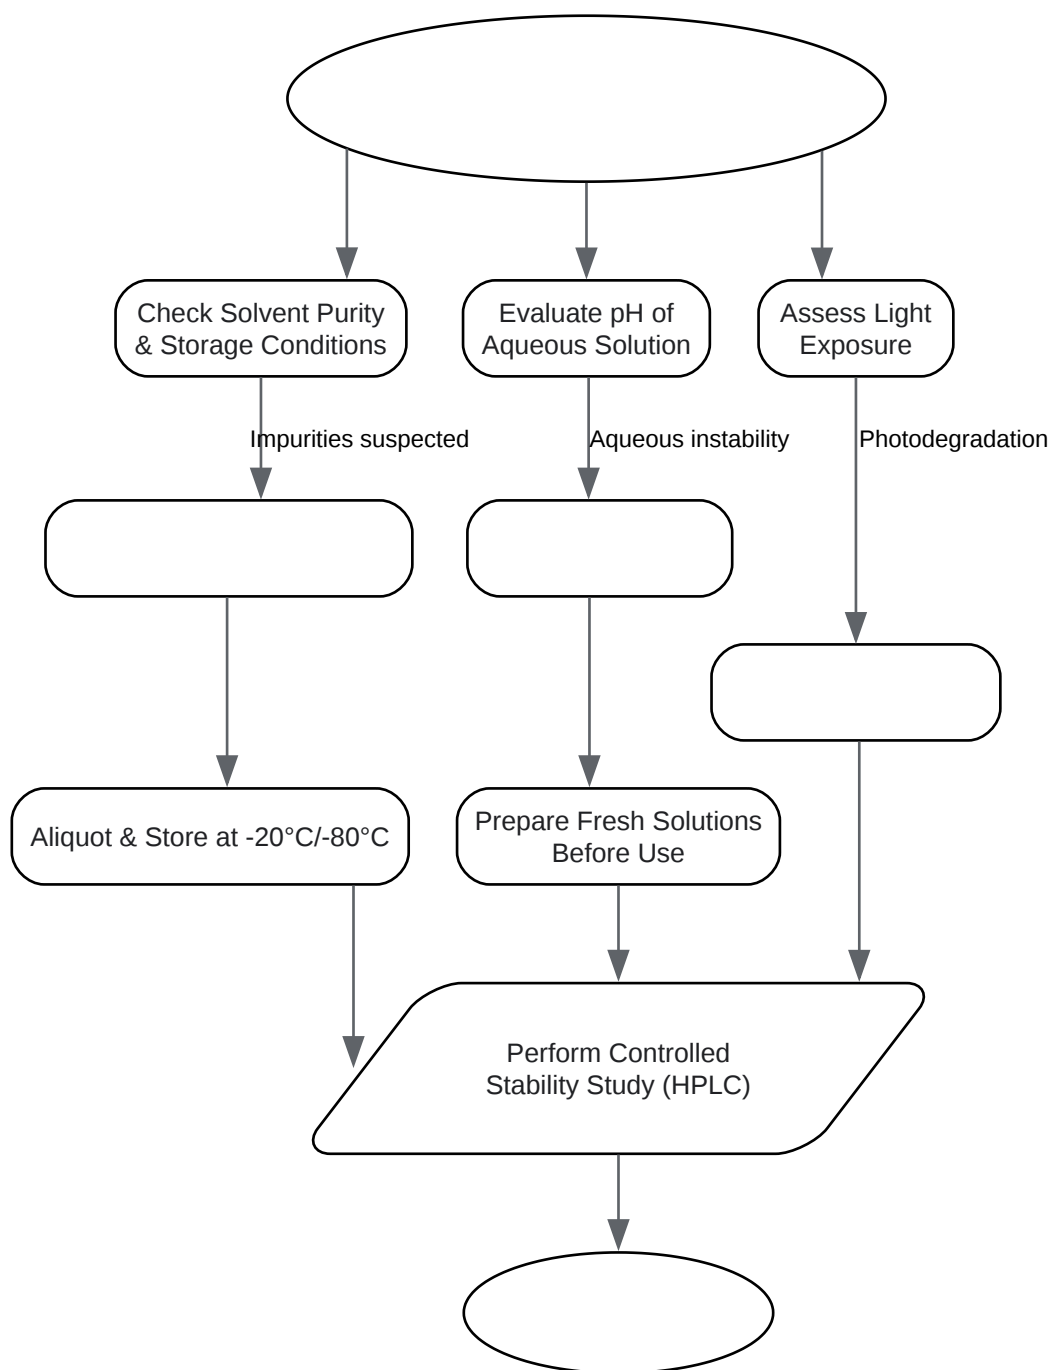 Check Solvent Purity
& Storage Conditions
Evaluate pH of
Aqueous Solution
Assess Light
Exposure
Impurities suspected
Aqueous instability
Photodegradation
Aliquot & Store at -20°C/-80°C
Prepare Fresh Solutions
Before Use
Perform Controlled
Stability Study (HPLC)